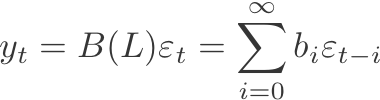 $y_t = B(L)\varepsilon_t = \sum_{i=0}^{\infty} b_i \varepsilon_{t-i}$